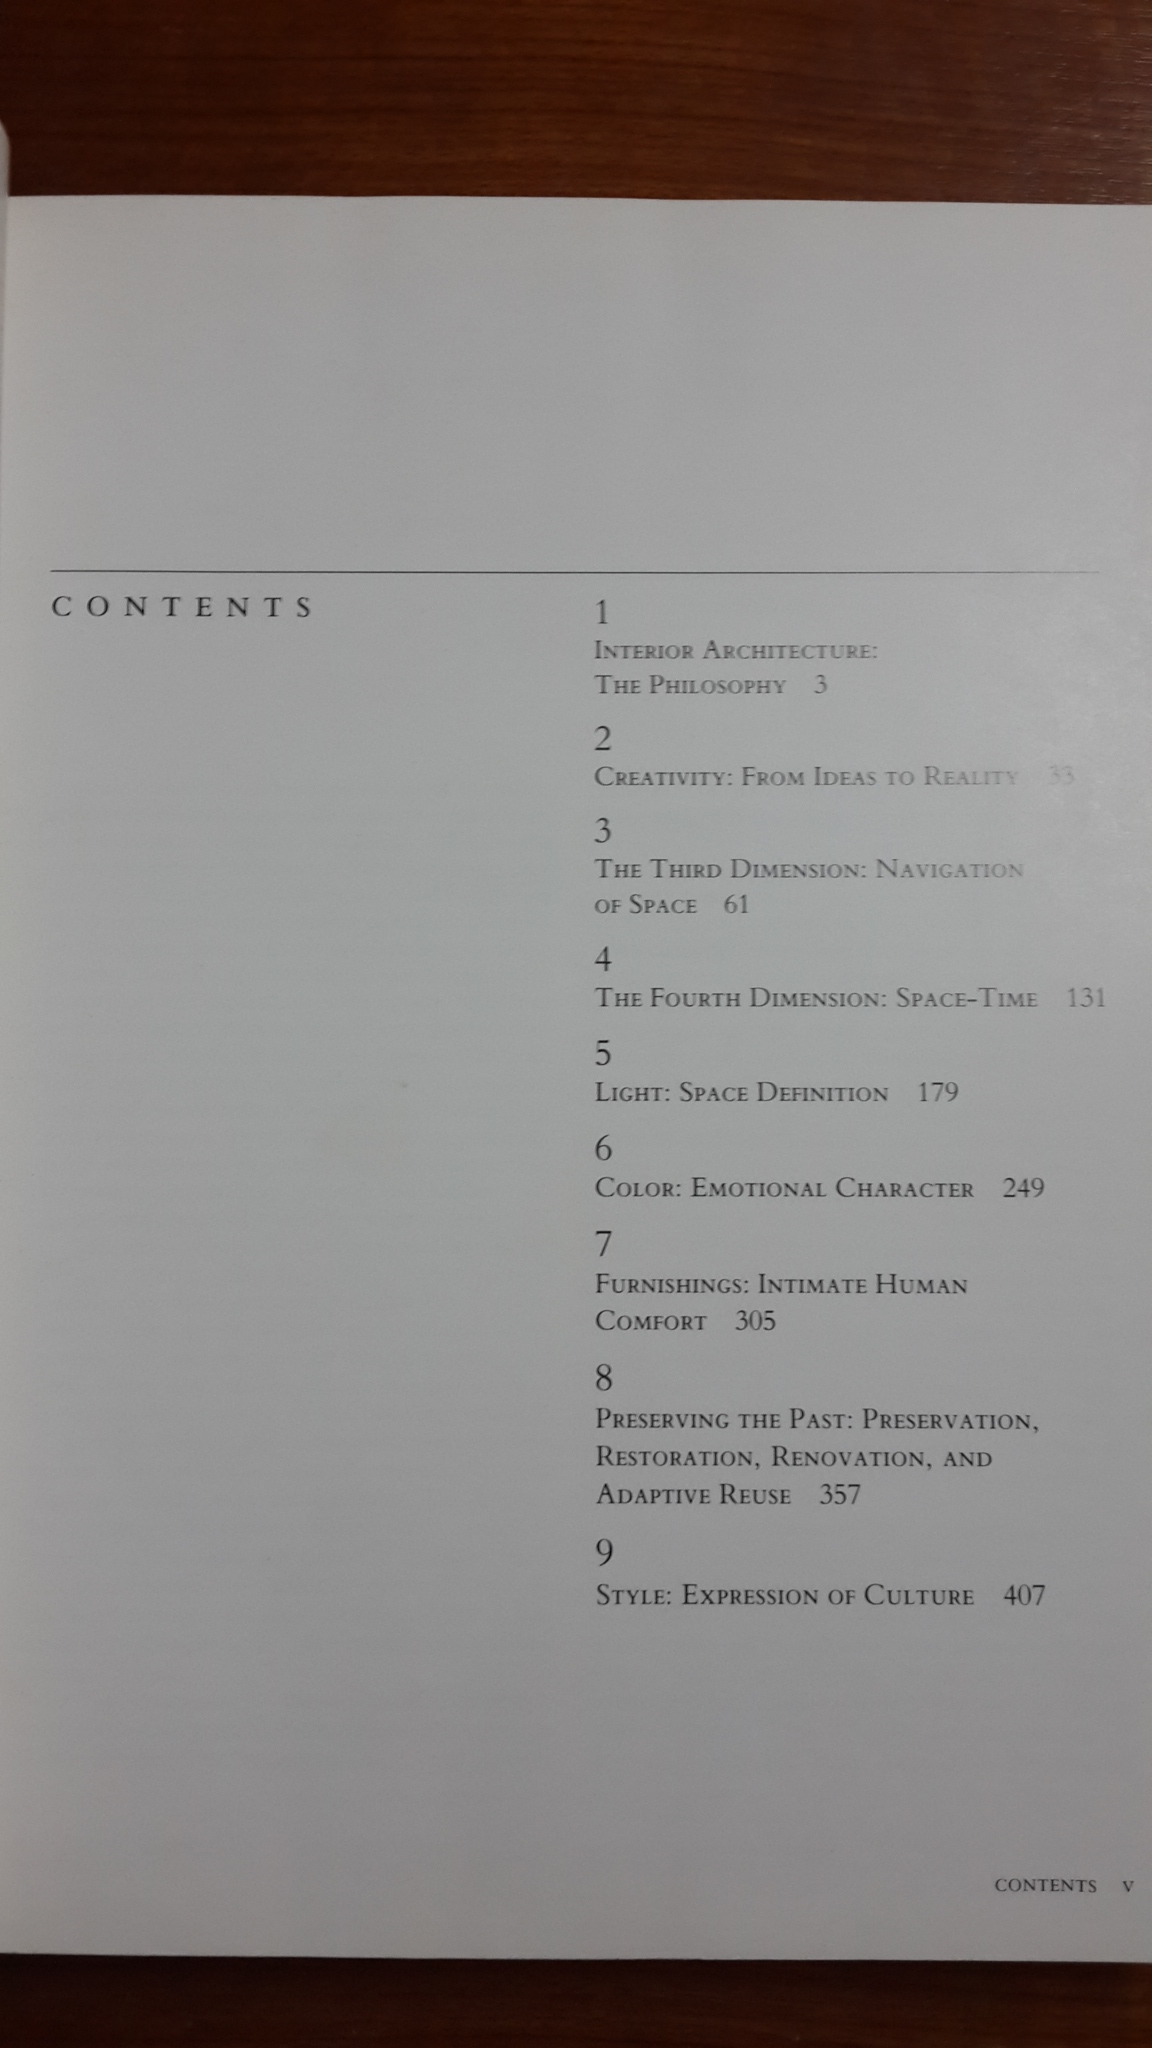 CONTENTS
1
INTERIOR ARCHITECTURE:
THE PHILOSOPHY 3
2
CREATIVITY: FROM IDEAS TO REALITY 33
3
THE THIRD DIMENSION: NAVIGATION
OF SPACE 61
4
THE FOURTH DIMENSION: SPACE-TIME 131
5
LIGHT: SPACE DEFINITION 179
6
COLOR: EMOTIONAL CHARACTER 249
7
FURNISHINGS: INTIMATE HUMAN
COMFORT 305
8
PRESERVING THE PAST: PRESERVATION,
RESTORATION, RENOVATION, AND
ADAPTIVE REUSE 357
9
STYLE: EXPRESSION OF CULTURE 407
CONTENTS V